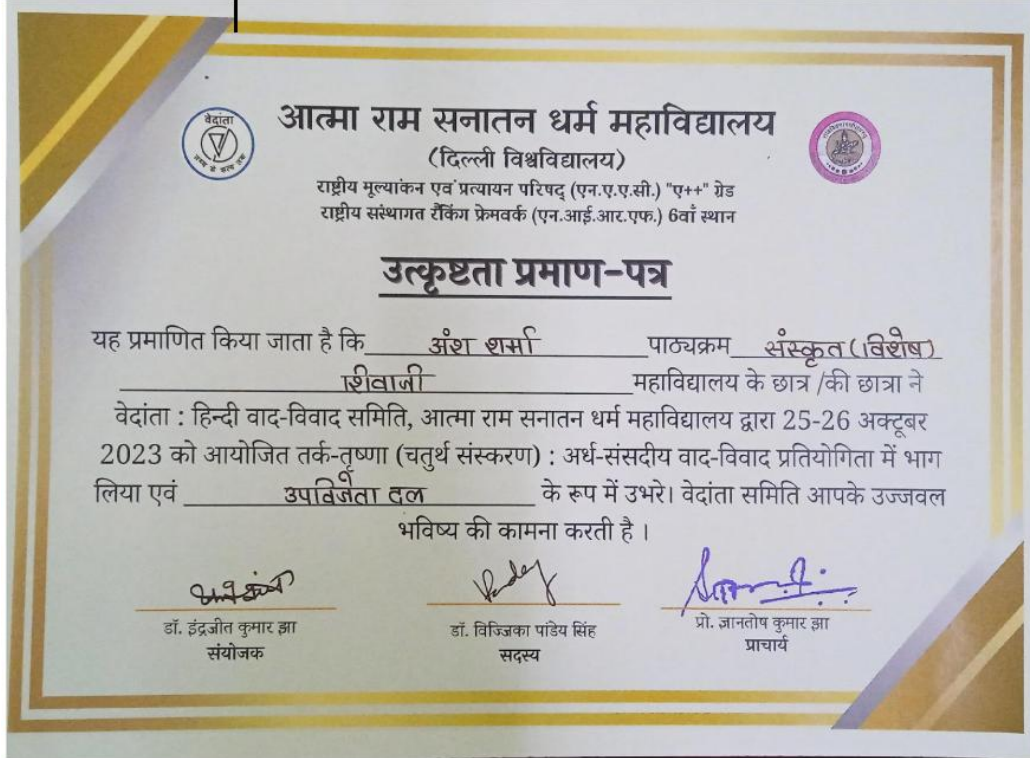 वेदांता
आत्मा राम सनातन धर्म महाविद्यालय
(दिल्ली विश्वविद्यालय)
राष्ट्रीय मूल्यांकन एवं प्रत्यायन परिषद् (एन.ए.ए.सी.) "ए++" ग्रेड
राष्ट्रीय संस्थागत रैंकिंग फ्रेमवर्क (एन.आई.आर.एफ.) 6वाँ स्थान
उत्कृष्टता प्रमाण-पत्र
यह प्रमाणित किया जाता है कि अंश शर्मा पाठ्यक्रम संस्कृत (विशेष)
शिवाजी महाविद्यालय के छात्र /की छात्रा ने
वेदांता : हिन्दी वाद-विवाद समिति, आत्मा राम सनातन धर्म महाविद्यालय द्वारा 25-26 अक्टूबर
2023 को आयोजित तर्क-तृष्णा (चतुर्थ संस्करण) : अर्ध-संसदीय वाद-विवाद प्रतियोगिता में भाग
लिया एवं उपविजेता दल के रूप में उभरे। वेदांता समिति आपके उज्जवल
भविष्य की कामना करती है ।
डॉ. इंद्रजीत कुमार झा
संयोजक
डॉ. विज्जिका पांडेय सिंह
सदस्य
प्रो. ज्ञानतोष कुमार झा
प्राचार्य